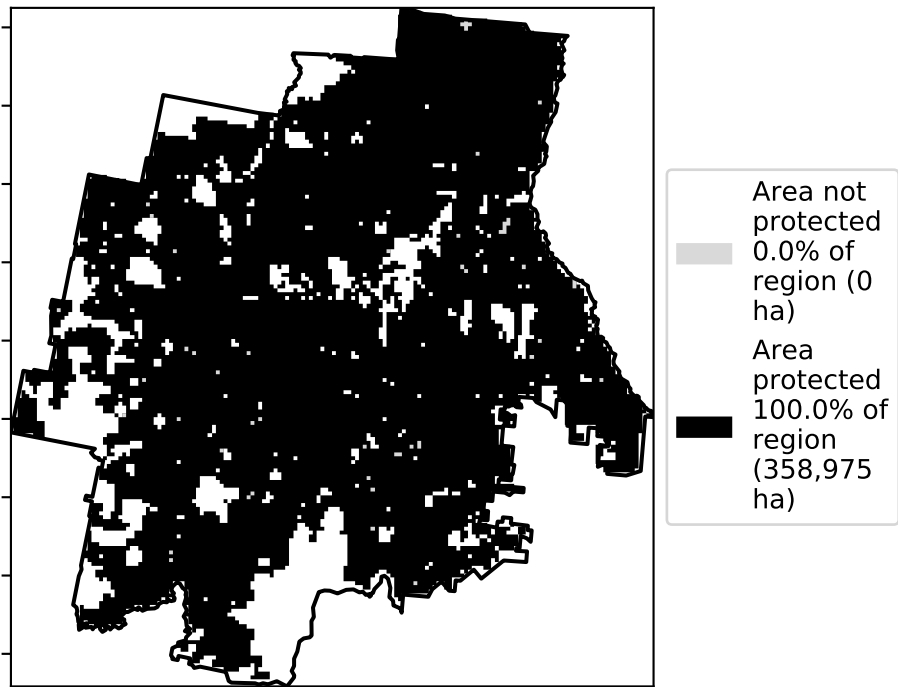 Area not
protected
0.0% of
region (0
ha)
Area
protected
100.0% of
region
(358,975
ha)